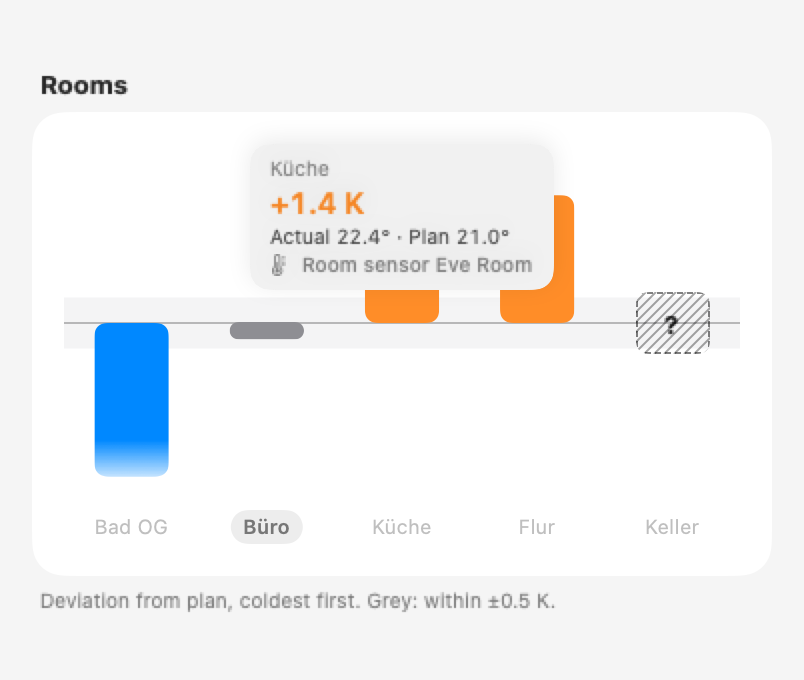 Rooms
Küche
+1.4 K
Actual 22.4° · Plan 21.0°
Room sensor Eve Room
?
Bad OG
Büro
Küche
Flur
Keller
Deviation from plan, coldest first. Grey: within ±0.5 K.